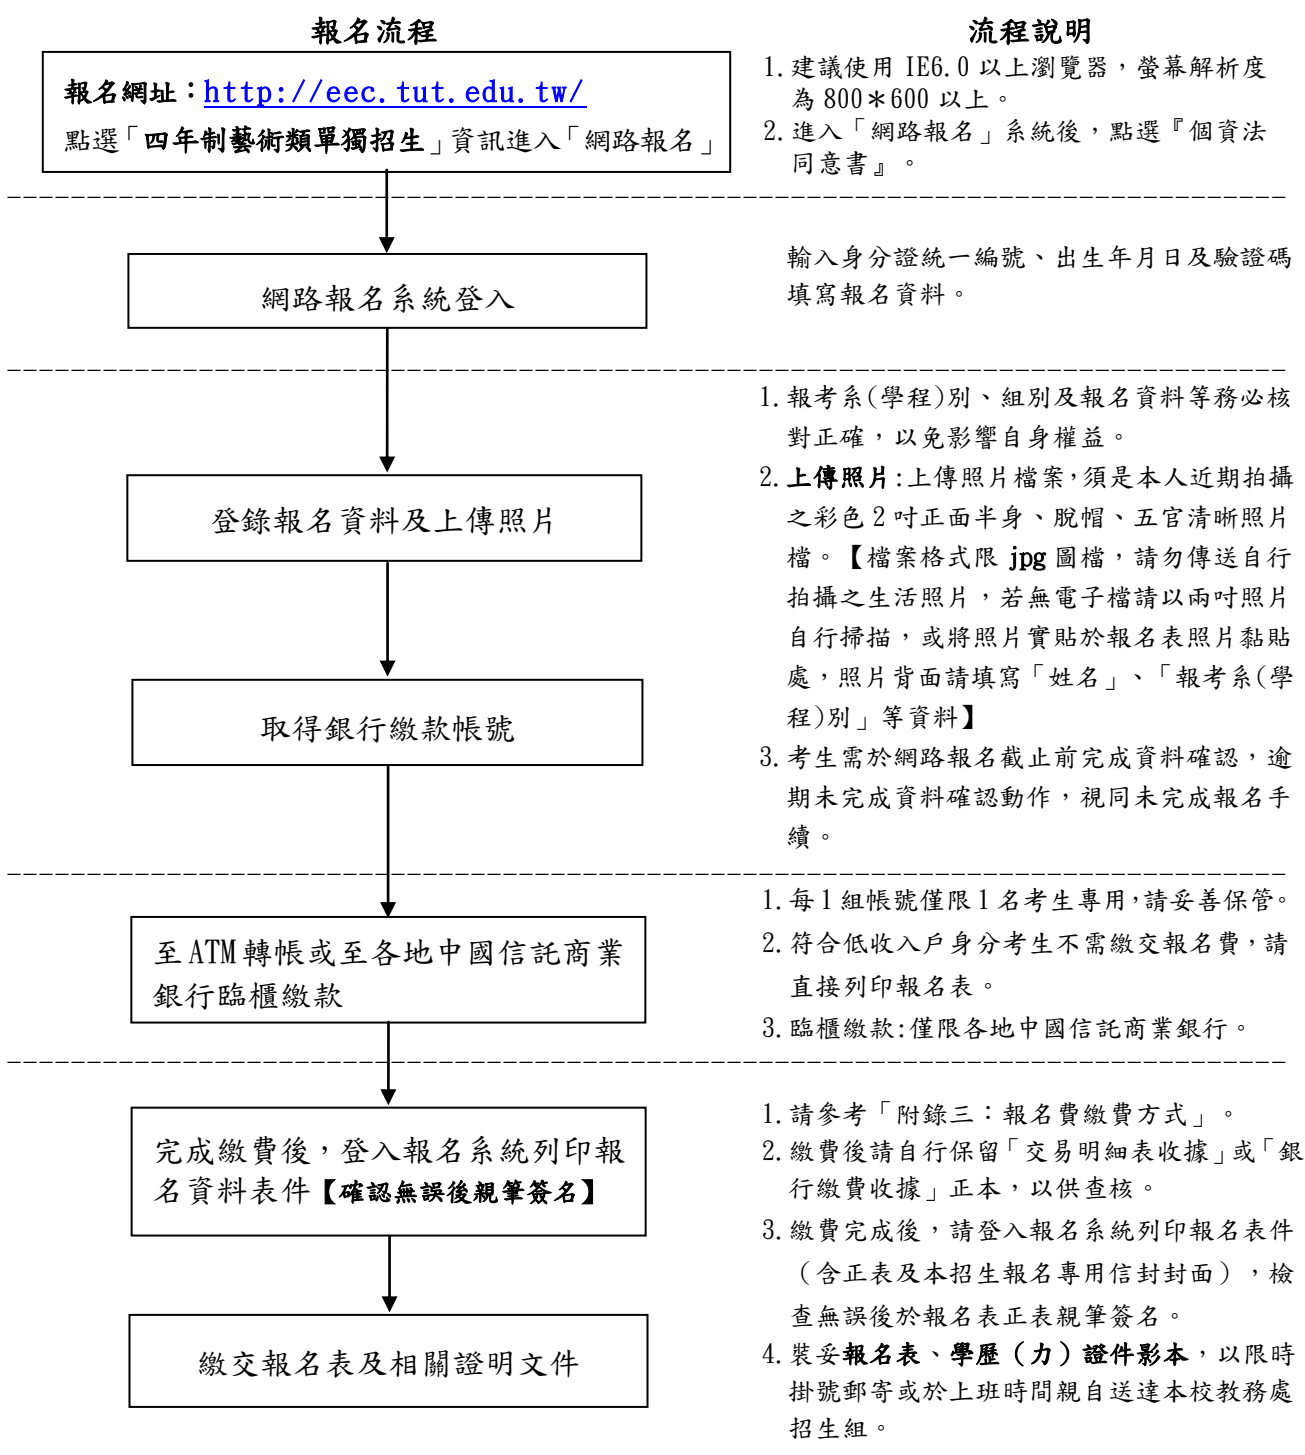 報名流程
流程說明
報名網址：http://eec.tut.edu.tw/
點選「四年制藝術類單獨招生」資訊進入「網路報名」
1.建議使用 IE6.0 以上瀏覽器，螢幕解析度
為 800＊600 以上。
2.進入「網路報名」系統後，點選『個資法
同意書』。
網路報名系統登入
輸入身分證統一編號、出生年月日及驗證碼
填寫報名資料。
登錄報名資料及上傳照片
取得銀行繳款帳號
1.報考系(學程)別、組別及報名資料等務必核
對正確，以免影響自身權益。
2.上傳照片:上傳照片檔案，須是本人近期拍攝
之彩色 2 吋正面半身、脫帽、五官清晰照片
檔。【檔案格式限 jpg 圖檔，請勿傳送自行
拍攝之生活照片，若無電子檔請以兩吋照片
自行掃描，或將照片實貼於報名表照片黏貼
處，照片背面請填寫「姓名」、「報考系(學
程)別」等資料】
3.考生需於網路報名截止前完成資料確認，逾
期未完成資料確認動作，視同未完成報名手
續。
至 ATM 轉帳或至各地中國信託商業
銀行臨櫃繳款
1.每 1 組帳號僅限 1 名考生專用，請妥善保管。
2.符合低收入戶身分考生不需繳交報名費，請
直接列印報名表。
3.臨櫃繳款:僅限各地中國信託商業銀行。
完成繳費後，登入報名系統列印報
名資料表件【確認無誤後親筆簽名】
繳交報名表及相關證明文件
1.請參考「附錄三：報名費繳費方式」。
2.繳費後請自行保留「交易明細表收據」或「銀
行繳費收據」正本，以供查核。
3.繳費完成後，請登入報名系統列印報名表件
（含正表及本招生報名專用信封封面），檢
查無誤後於報名表正表親筆簽名。
4.裝妥報名表、學歷（力）證件影本，以限時
掛號郵寄或於上班時間親自送達本校教務處
招生組。